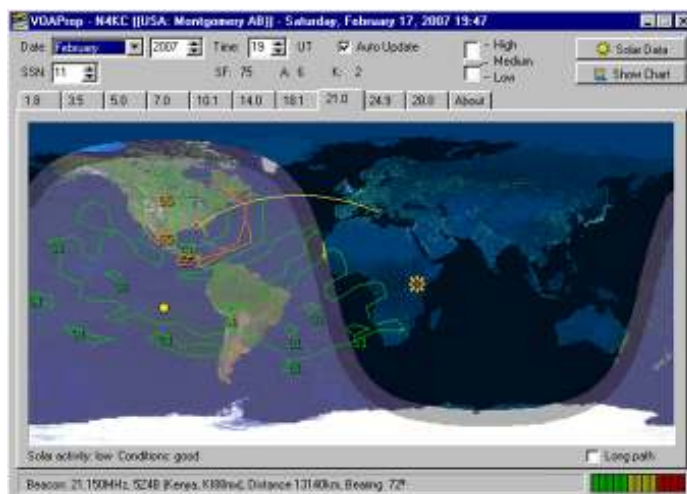 VOAProp - N4KC [[USA: Montgomery AB]] - Saturday, February 17, 2007 19:47
Date: February 2007 Time: 19 UT Auto Update
High
Medium
Low
Solar Data
SSN: 11 SF: 75 A: 6 K: 2
Show Chart
1.8 3.5 5.0 7.0 10.1 14.0 18.1 21.0 24.9 28.0 About
Solar activity: low Conditions: good
Long path
Beacon: 21.150MHz, 5Z4B (Kenya, KI88mx), Distance 13140km, Bearing: 72º